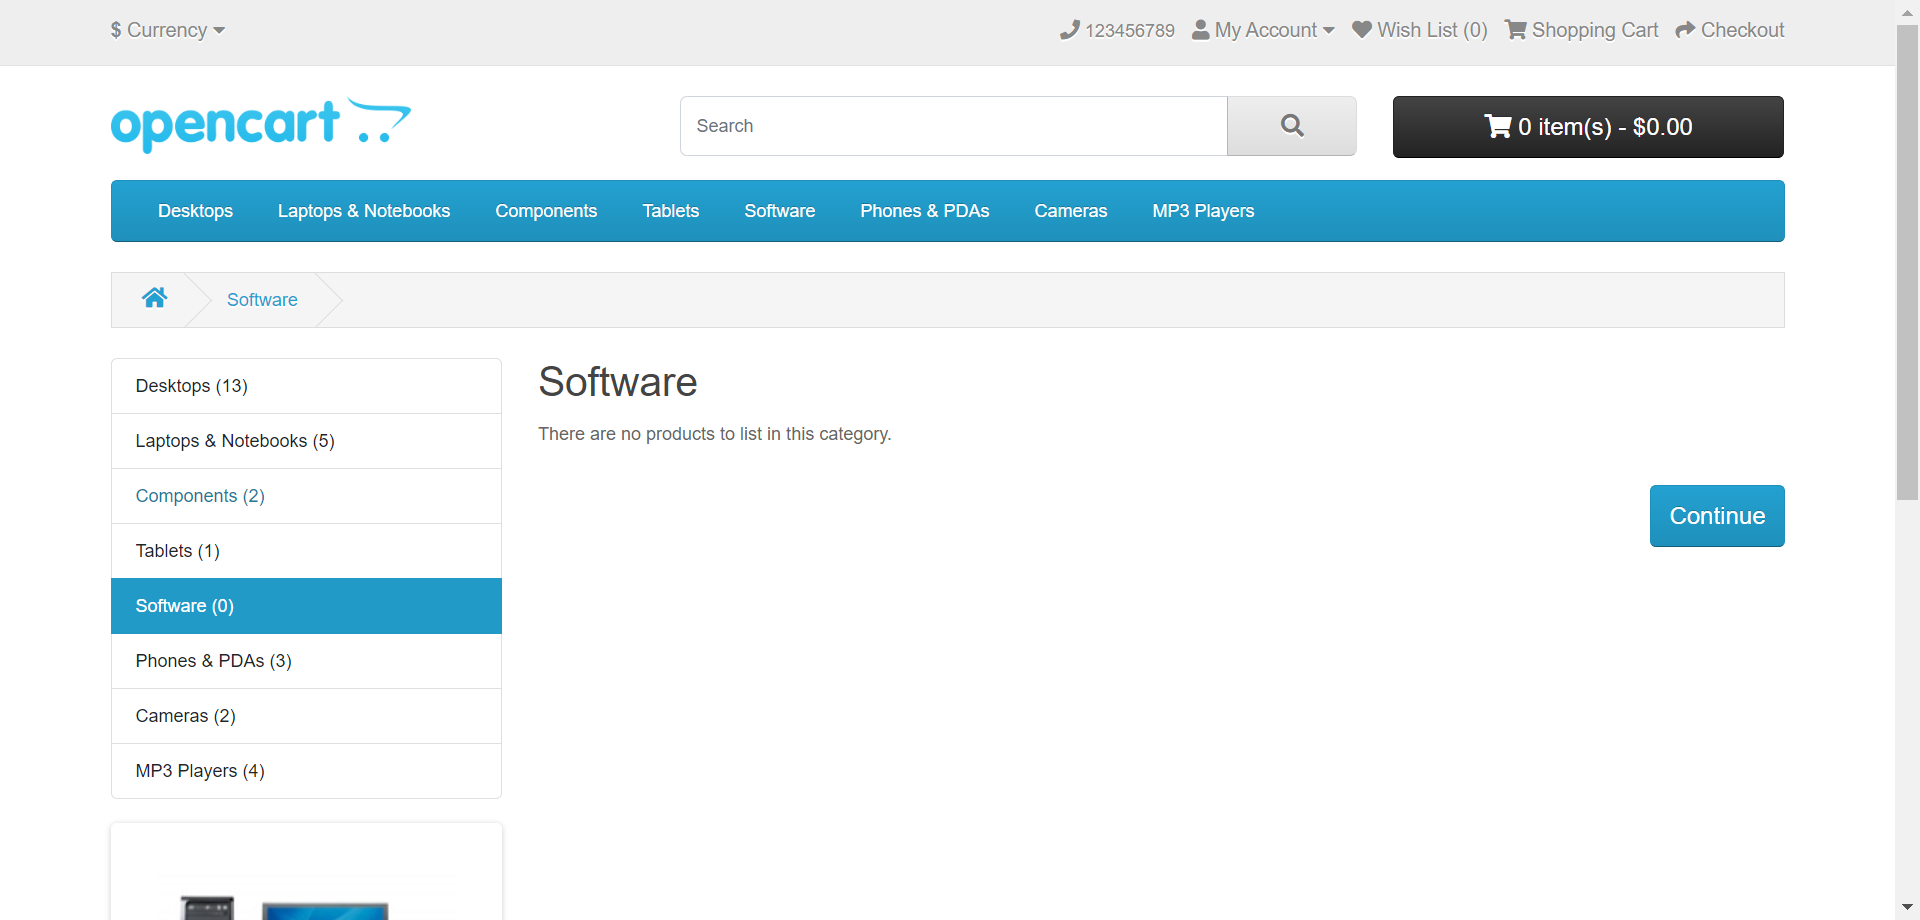 $ Currency
123456789 My Account Wish List (0) Shopping Cart Checkout
opencart
Search
0 item(s) - $0.00
Desktops Laptops & Notebooks Components Tablets Software Phones & PDAs Cameras MP3 Players
Software
Desktops (13)
Laptops & Notebooks (5)
Components (2)
Tablets (1)
Software (0)
Phones & PDAs (3)
Cameras (2)
MP3 Players (4)
Software
There are no products to list in this category.
Continue